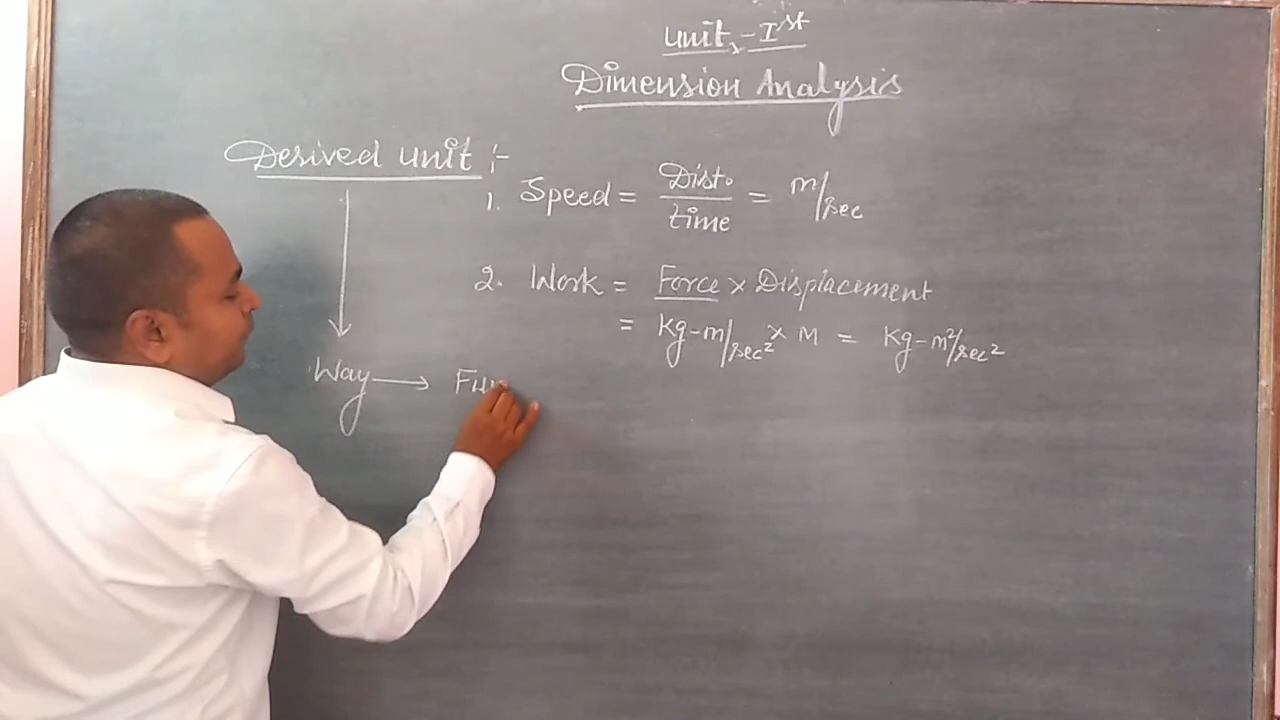 Unit - Ist
Dimension Analysis
Derived Unit :-
1. Speed = Dist. / time = m/sec
2. Work = Force × Displacement
= Kg-m/sec² × M = Kg-m²/sec²
Way → Fun